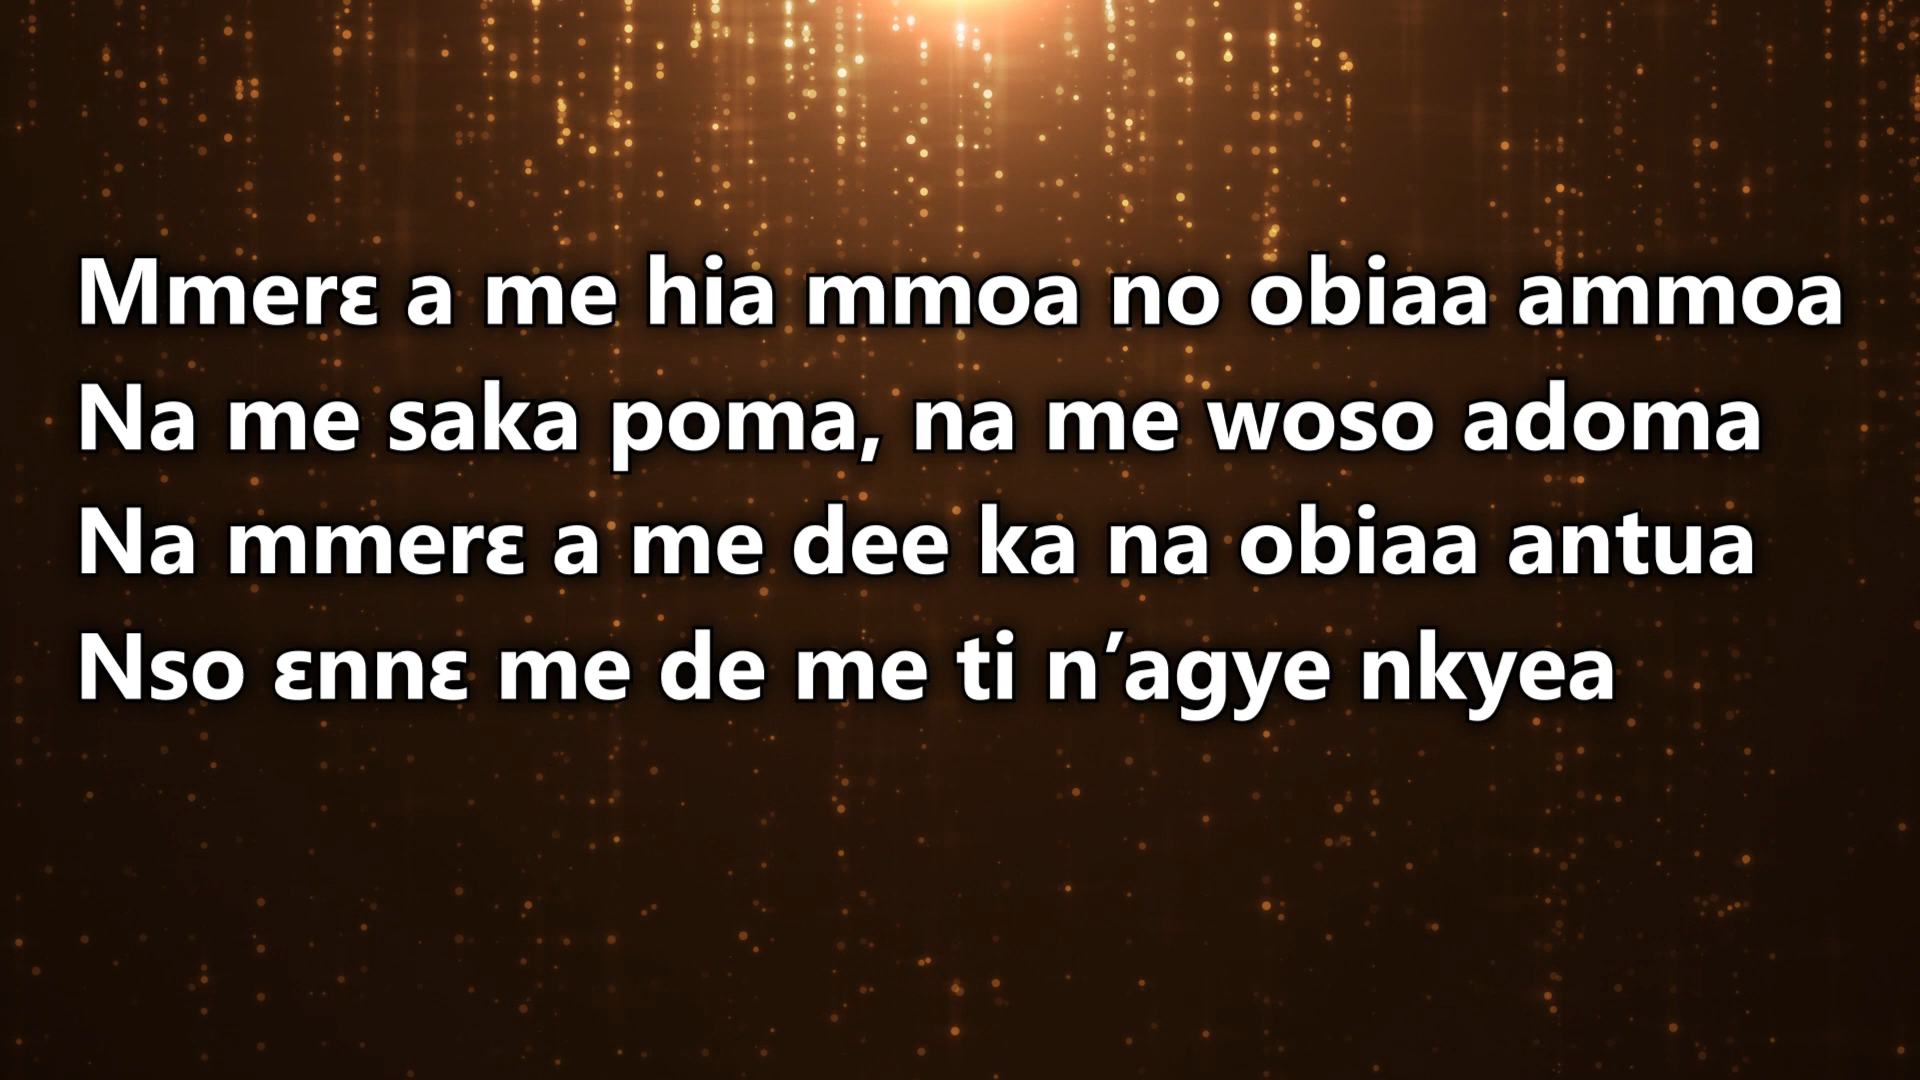 Mmerɛ a me hia mmoa no obiaa ammoa
Na me saka poma, na me woso adoma
Na mmerɛ a me dee ka na obiaa antua
Nso ɛnnɛ me de me ti n’agye nkyea